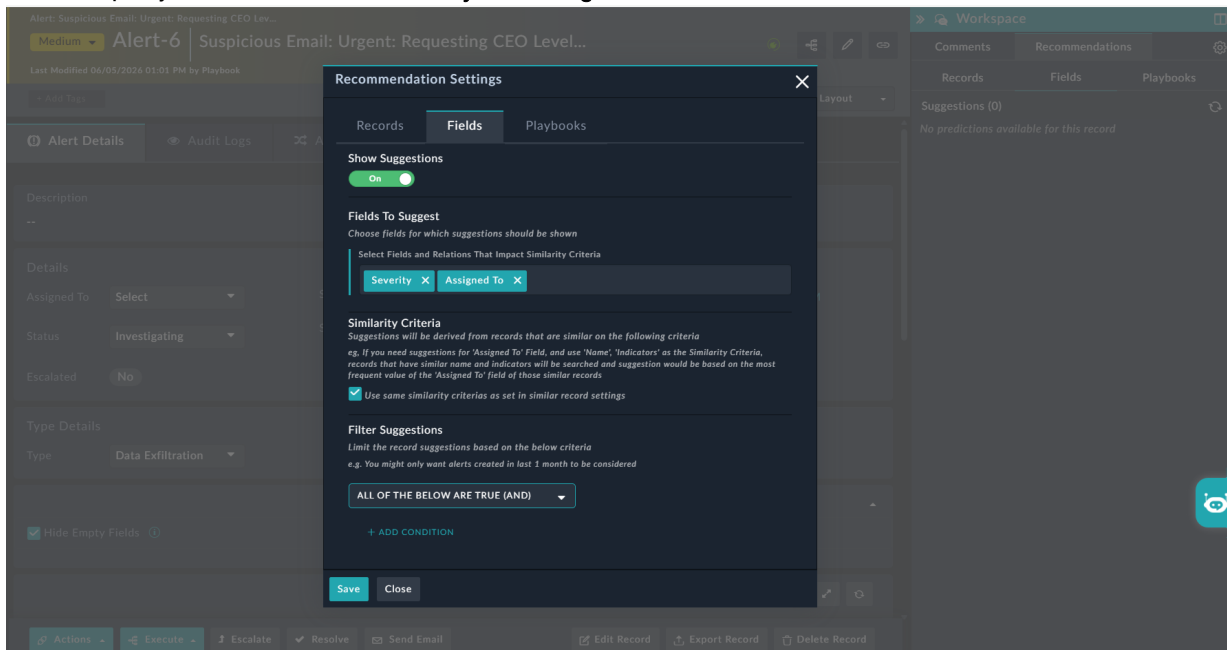 Alert: Suspicious Email: Urgent: Requesting CEO Lev...
Medium Alert-6 Suspicious Email: Urgent: Requesting CEO Level...
Last Modified 06/05/2026 01:01 PM by Playbook
+ Add Tags
Layout
Alert Details Audit Logs A
Description
--
Details
Assigned To Select
Status Investigating
Escalated No
Type Details
Type Data Exfiltration
Hide Empty Fields
Recommendation Settings
Records Fields Playbooks
Show Suggestions
On
Fields To Suggest
Choose fields for which suggestions should be shown
Select Fields and Relations That Impact Similarity Criteria
Severity X Assigned To X
Similarity Criteria
Suggestions will be derived from records that are similar on the following criteria
eg, If you need suggestions for 'Assigned To' Field, and use 'Name', 'Indicators' as the Similarity Criteria,
records that have similar name and indicators will be searched and suggestion would be based on the most
frequent value of the 'Assigned To' field of those similar records
Use same similarity criterias as set in similar record settings
Filter Suggestions
Limit the record suggestions based on the below criteria
e.g. You might only want alerts created in last 1 month to be considered
ALL OF THE BELOW ARE TRUE (AND)
+ ADD CONDITION
Save Close
Workspace
Comments Recommendations
Records Fields Playbooks
Suggestions (0)
No predictions available for this record
Actions Execute Escalate Resolve Send Email Edit Record Export Record Delete Record